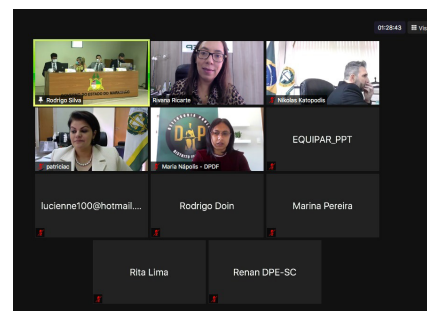 01:28:43
Vis
Rodrigo Silva
Rivana Ricarte
Nikolas Katopodis
patriciac
Maria Nápolis - DPDF
EQUIPAR_PPT
lucienne100@hotmail....
Rodrigo Doin
Marina Pereira
Rita Lima
Renan DPE-SC